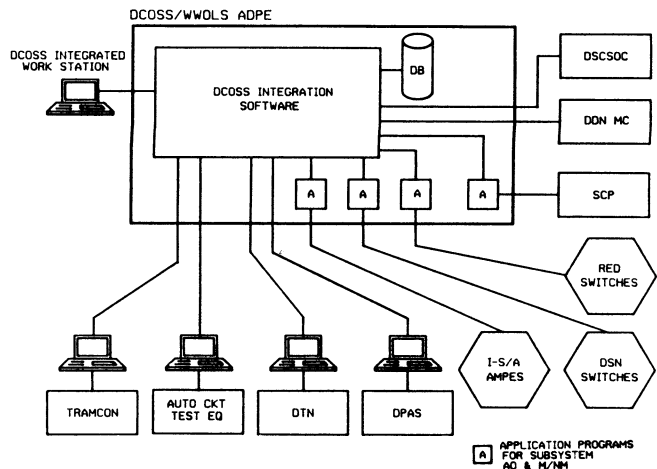 DCOSS/WWOLS ADPE
DCOSS INTEGRATED
WORK STATION
DCOSS INTEGRATION
SOFTWARE
DB
DSCSOC
DDN MC
SCP
A
A
A
A
RED
SWITCHES
I-S/A
AMPES
DSN
SWITCHES
TRAMCON
AUTO CKT
TEST EQ
DTN
DPAS
A
APPLICATION PROGRAMS
FOR SUBSYSTEM
AO & M/NM